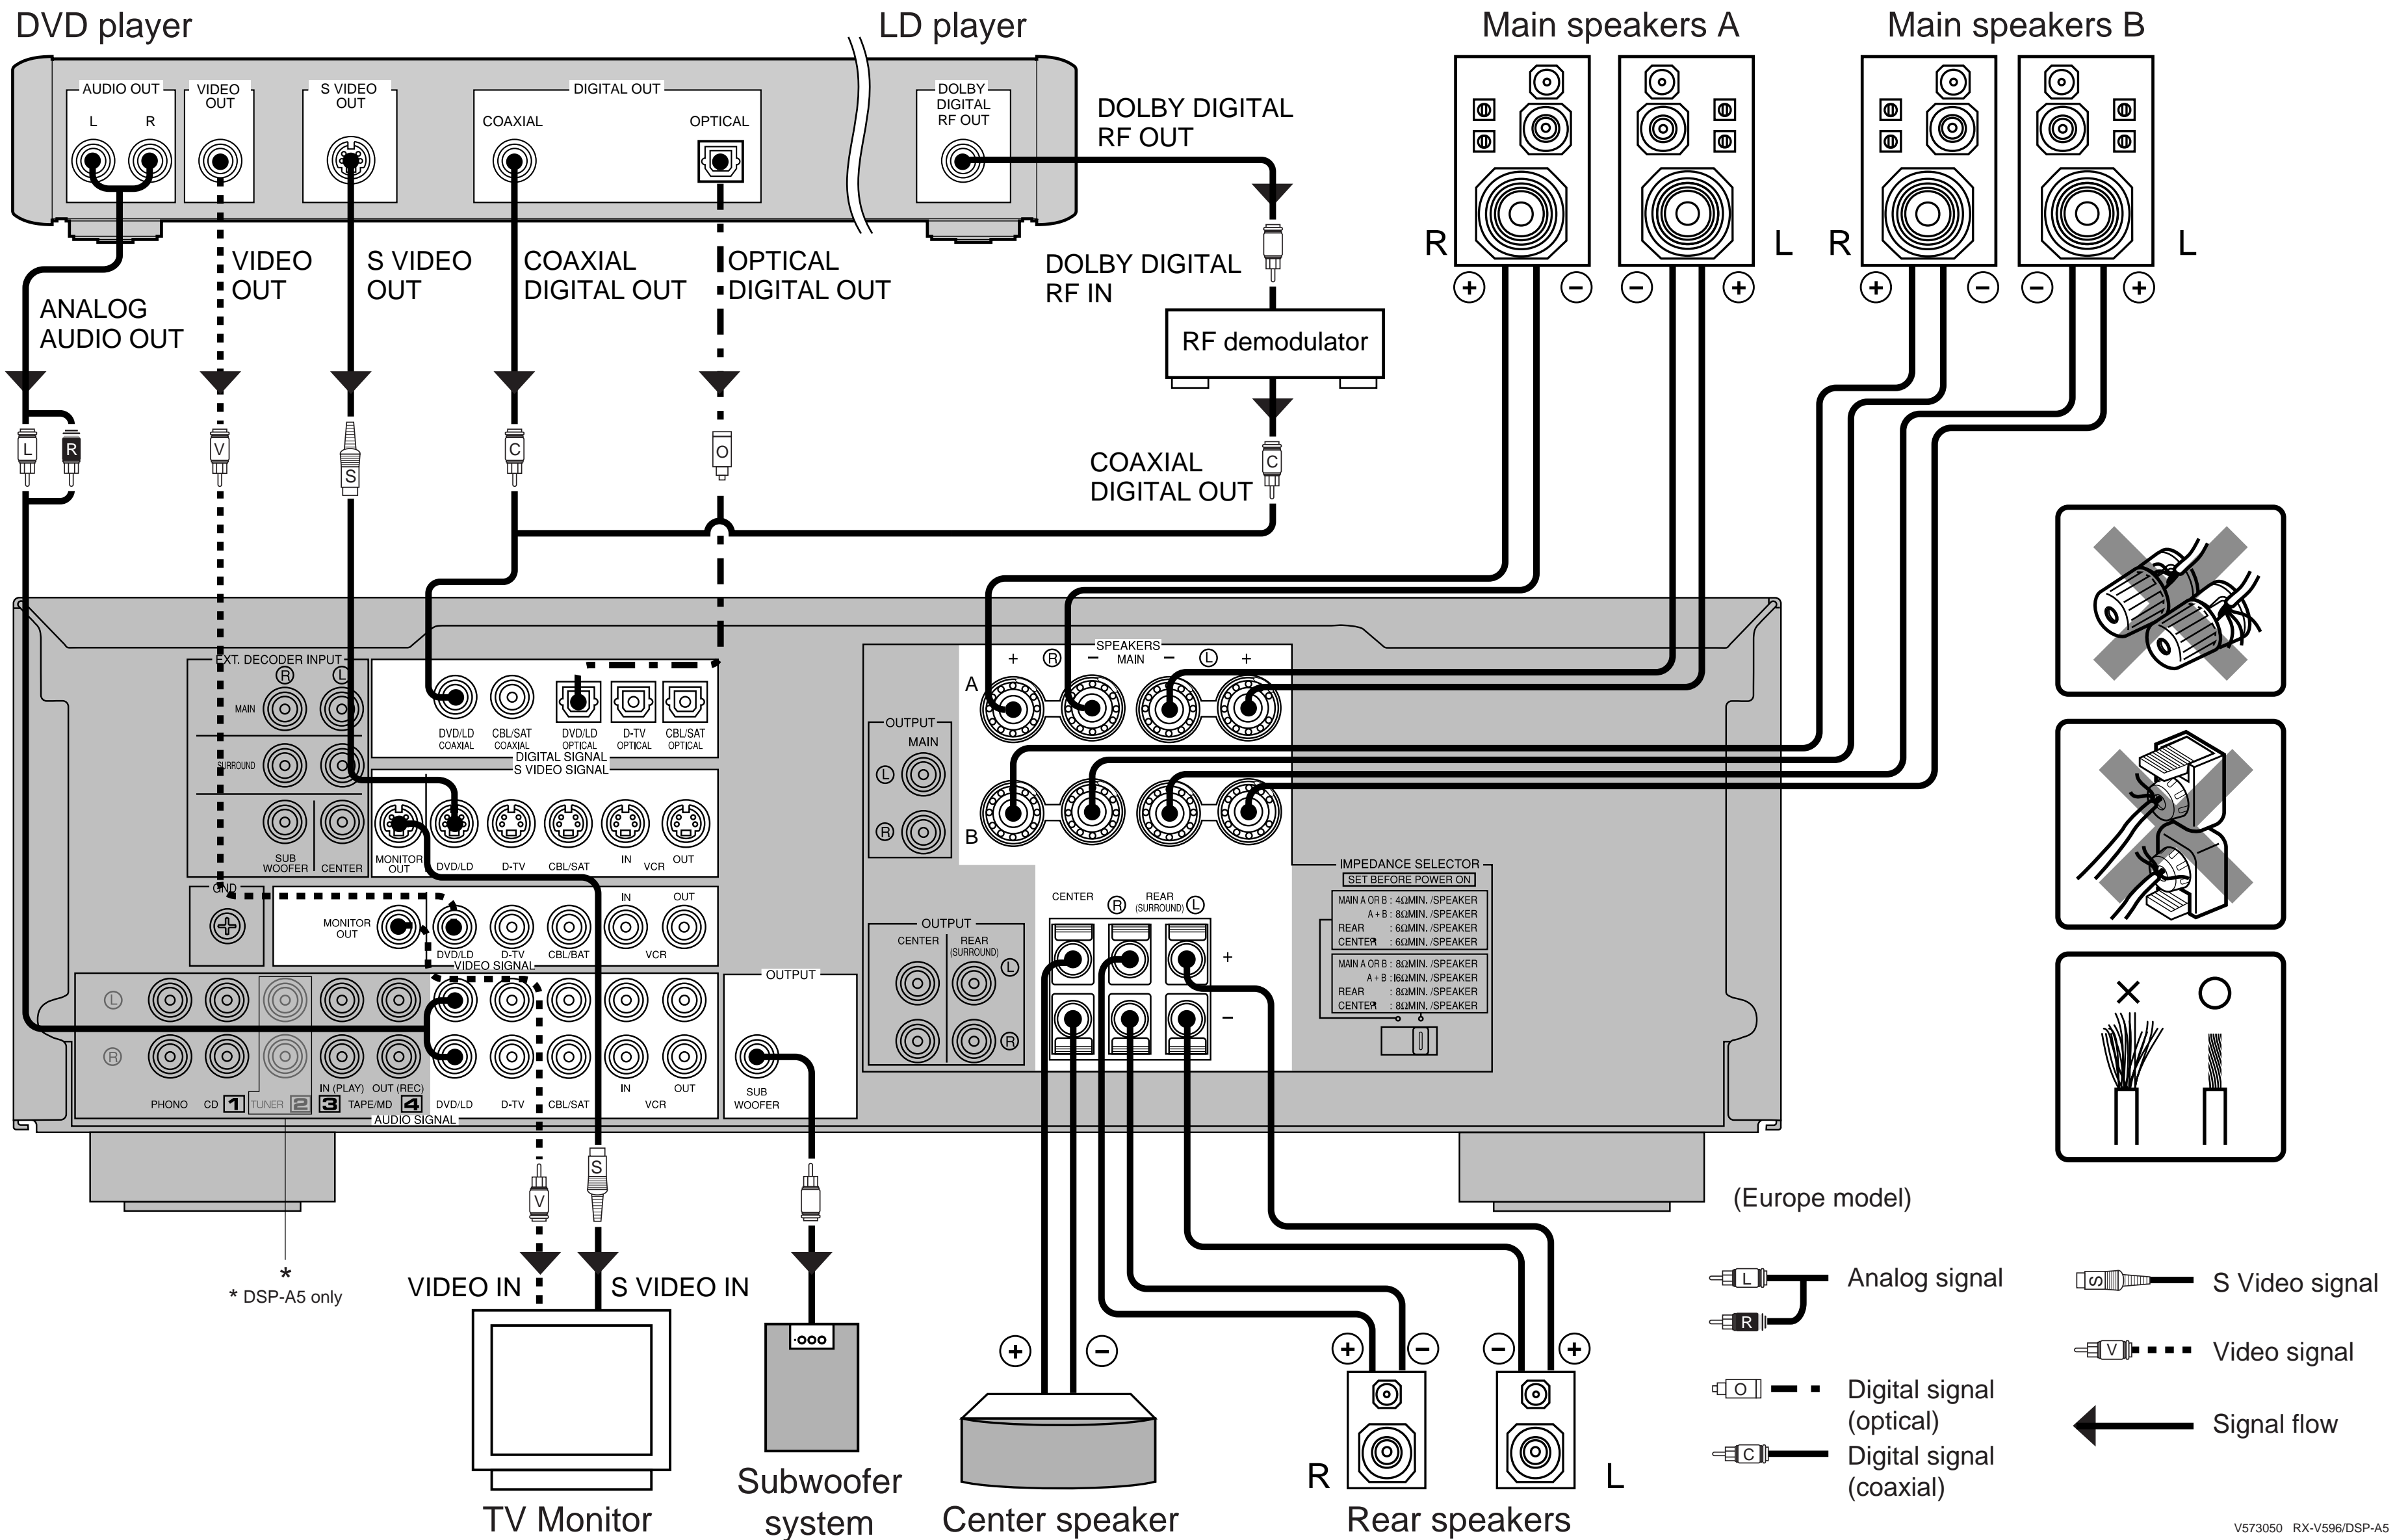 DVD player
LD player
Main speakers A
Main speakers B
AUDIO OUT
L
R
VIDEO
OUT
S VIDEO
OUT
DIGITAL OUT
COAXIAL
OPTICAL
DOLBY
DIGITAL
RF OUT
DOLBY DIGITAL
RF OUT
R
L
R
L
+
−
−
+
+
−
−
+
ANALOG
AUDIO OUT
VIDEO
OUT
S VIDEO
OUT
COAXIAL
DIGITAL OUT
OPTICAL
DIGITAL OUT
DOLBY DIGITAL
RF IN
RF demodulator
L
R
V
S
C
O
C
COAXIAL
DIGITAL OUT
EXT. DECODER INPUT
R
L
MAIN
SURROUND
SUB
WOOFER
CENTER
DVD/LD
COAXIAL
CBL/SAT
COAXIAL
DVD/LD
OPTICAL
D-TV
OPTICAL
CBL/SAT
OPTICAL
DIGITAL SIGNAL
S VIDEO SIGNAL
MONITOR
OUT
DVD/LD
D-TV
CBL/SAT
IN
VCR
OUT
GND
MONITOR
OUT
DVD/LD
D-TV
CBL/BAT
IN
OUT
VCR
VIDEO SIGNAL
L
R
PHONO
CD
1
TUNER
2
IN (PLAY)
3
TAPE/MD
OUT (REC)
4
DVD/LD
D-TV
CBL/SAT
IN
VCR
OUT
AUDIO SIGNAL
OUTPUT
SUB
WOOFER
SPEAKERS
MAIN
+
R
−
−
L
+
A
B
OUTPUT
MAIN
L
R
OUTPUT
CENTER
REAR
(SURROUND)
L
R
CENTER
R
REAR
(SURROUND)
L
+
−
IMPEDANCE SELECTOR
SET BEFORE POWER ON
MAIN A OR B : 4ΩMIN. /SPEAKER
A + B : 8ΩMIN. /SPEAKER
REAR : 6ΩMIN. /SPEAKER
CENTER : 6ΩMIN. /SPEAKER
MAIN A OR B : 8ΩMIN. /SPEAKER
A + B : 16ΩMIN. /SPEAKER
REAR : 8ΩMIN. /SPEAKER
CENTER : 8ΩMIN. /SPEAKER
*
* DSP-A5 only
V
S
VIDEO IN
S VIDEO IN
TV Monitor
Subwoofer
system
+
−
Center speaker
+
−
−
+
R
L
Rear speakers
(Europe model)
L
R
Analog signal
O
Digital signal
(optical)
C
Digital signal
(coaxial)
S
S Video signal
V
Video signal
Signal flow
V573050 RX-V596/DSP-A5